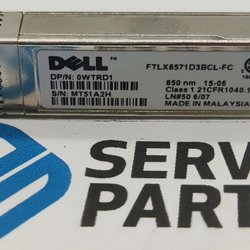 DELL
FTLX8571D3BCL-FC
DP/N: 0WTRD1
850 nm 15-06
S/N: MT51A2H
Class 1 21CFR1040.1
LN#50 6/07
MADE IN MALAYSIA
SERV
PART